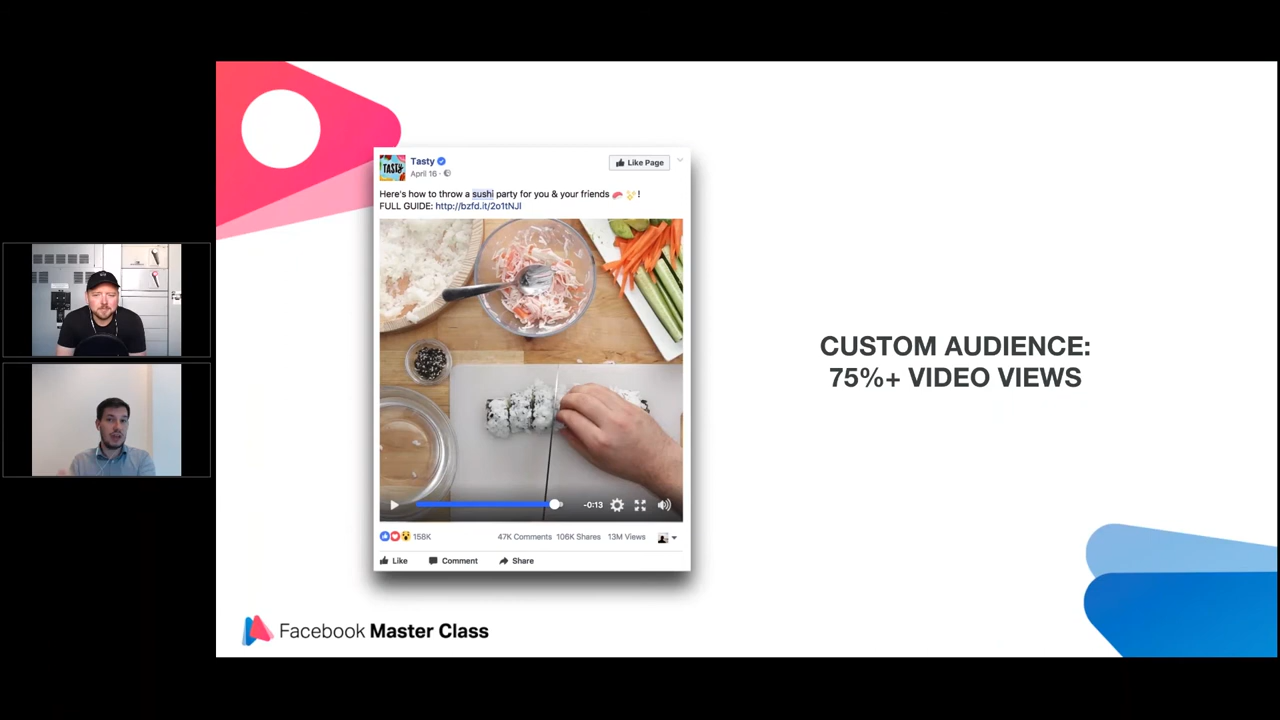 TASTY
Tasty
April 16 ·
Like Page
Here's how to throw a sushi party for you & your friends 🍣 ✨ !
FULL GUIDE: http://bzfd.it/2o1tNJI
-0:13
158K
47K Comments 106K Shares 13M Views
Like Comment Share
CUSTOM AUDIENCE:
75%+ VIDEO VIEWS
Facebook Master Class